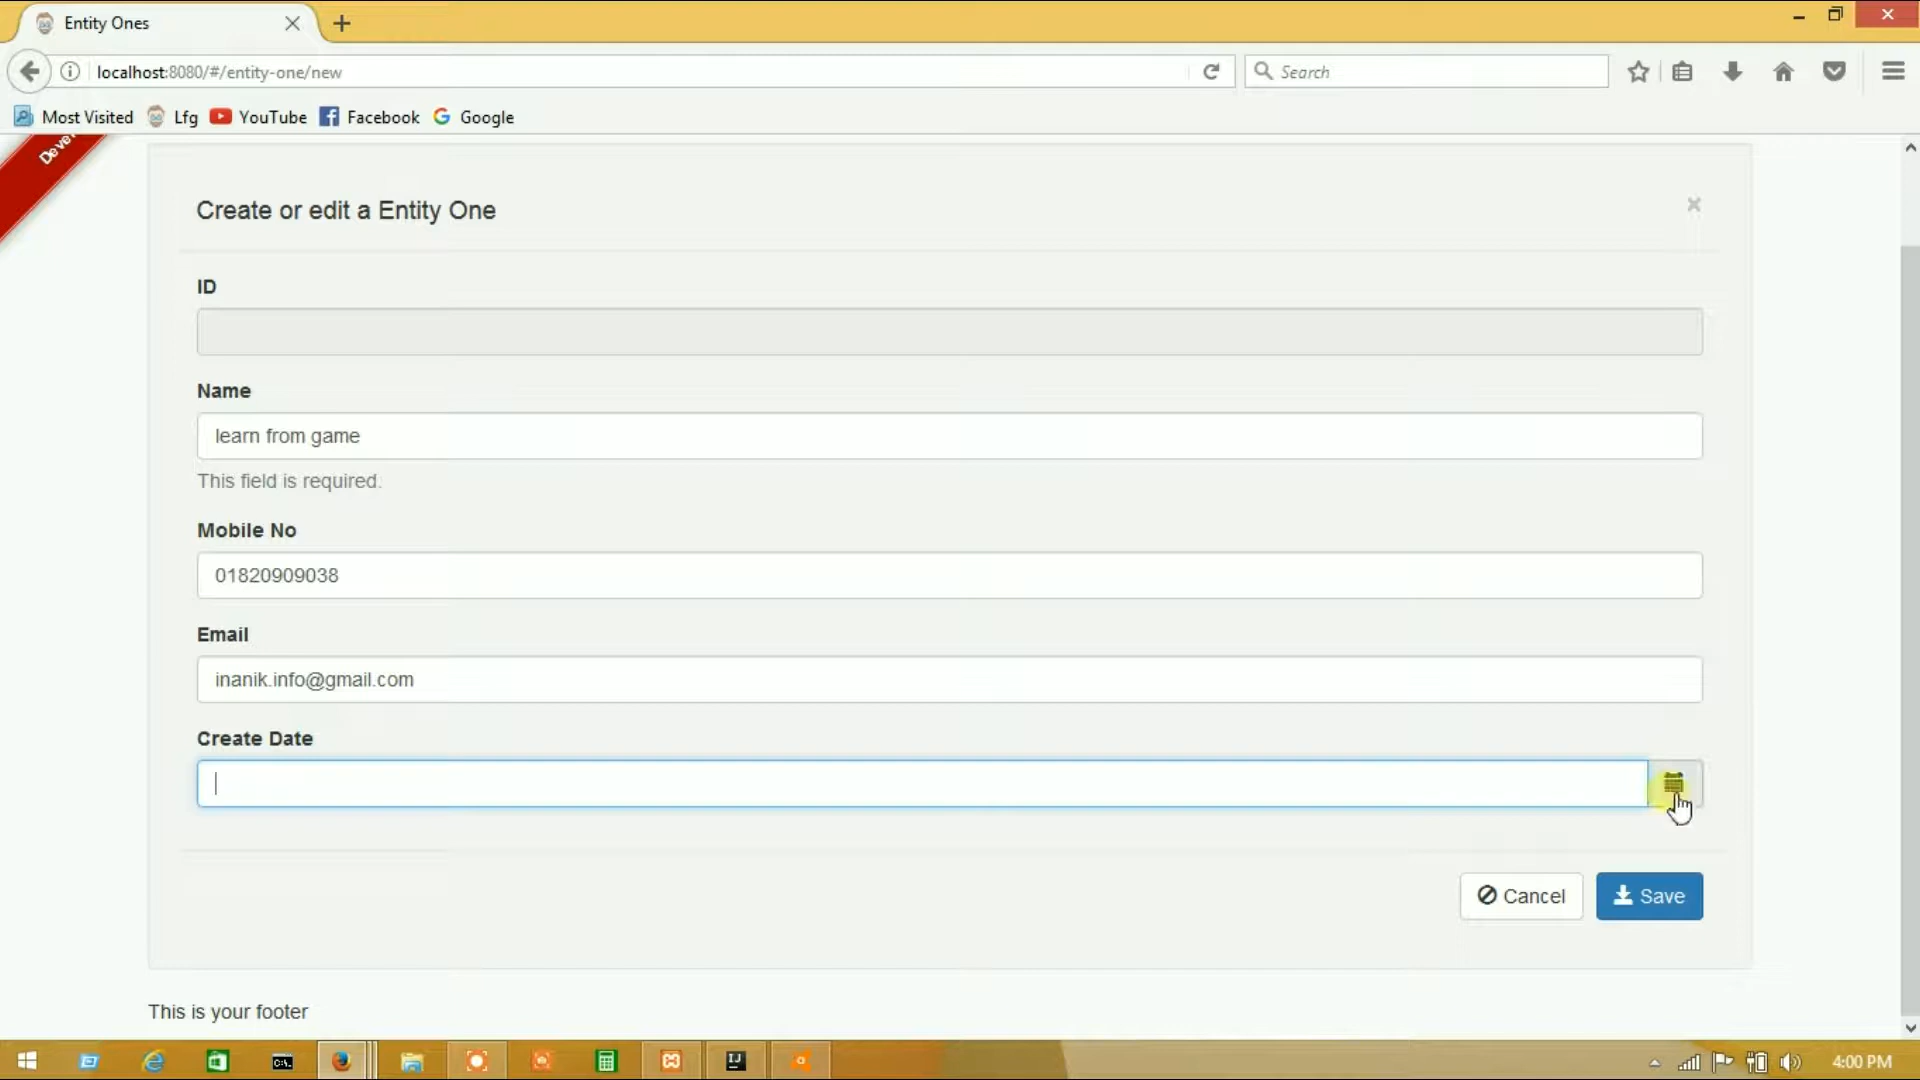 Entity Ones
localhost:8080/#/entity-one/new
Search
Most Visited Lfg YouTube Facebook Google
Create or edit a Entity One
ID
Name
learn from game
This field is required.
Mobile No
01820909038
Email
inanik.info@gmail.com
Create Date
Cancel Save
This is your footer
4:00 PM